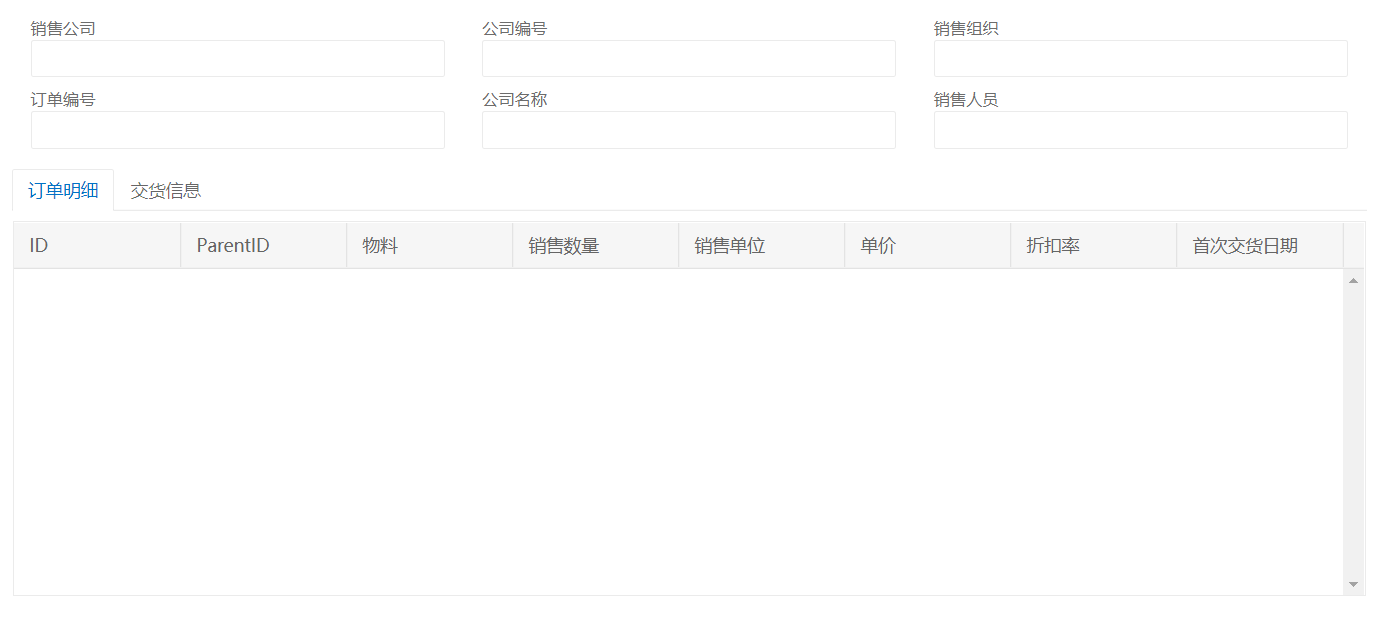 销售公司 公司编号 销售组织
订单编号 公司名称 销售人员
订单明细 交货信息
ID ParentID 物料 销售数量 销售单位 单价 折扣率 首次交货日期